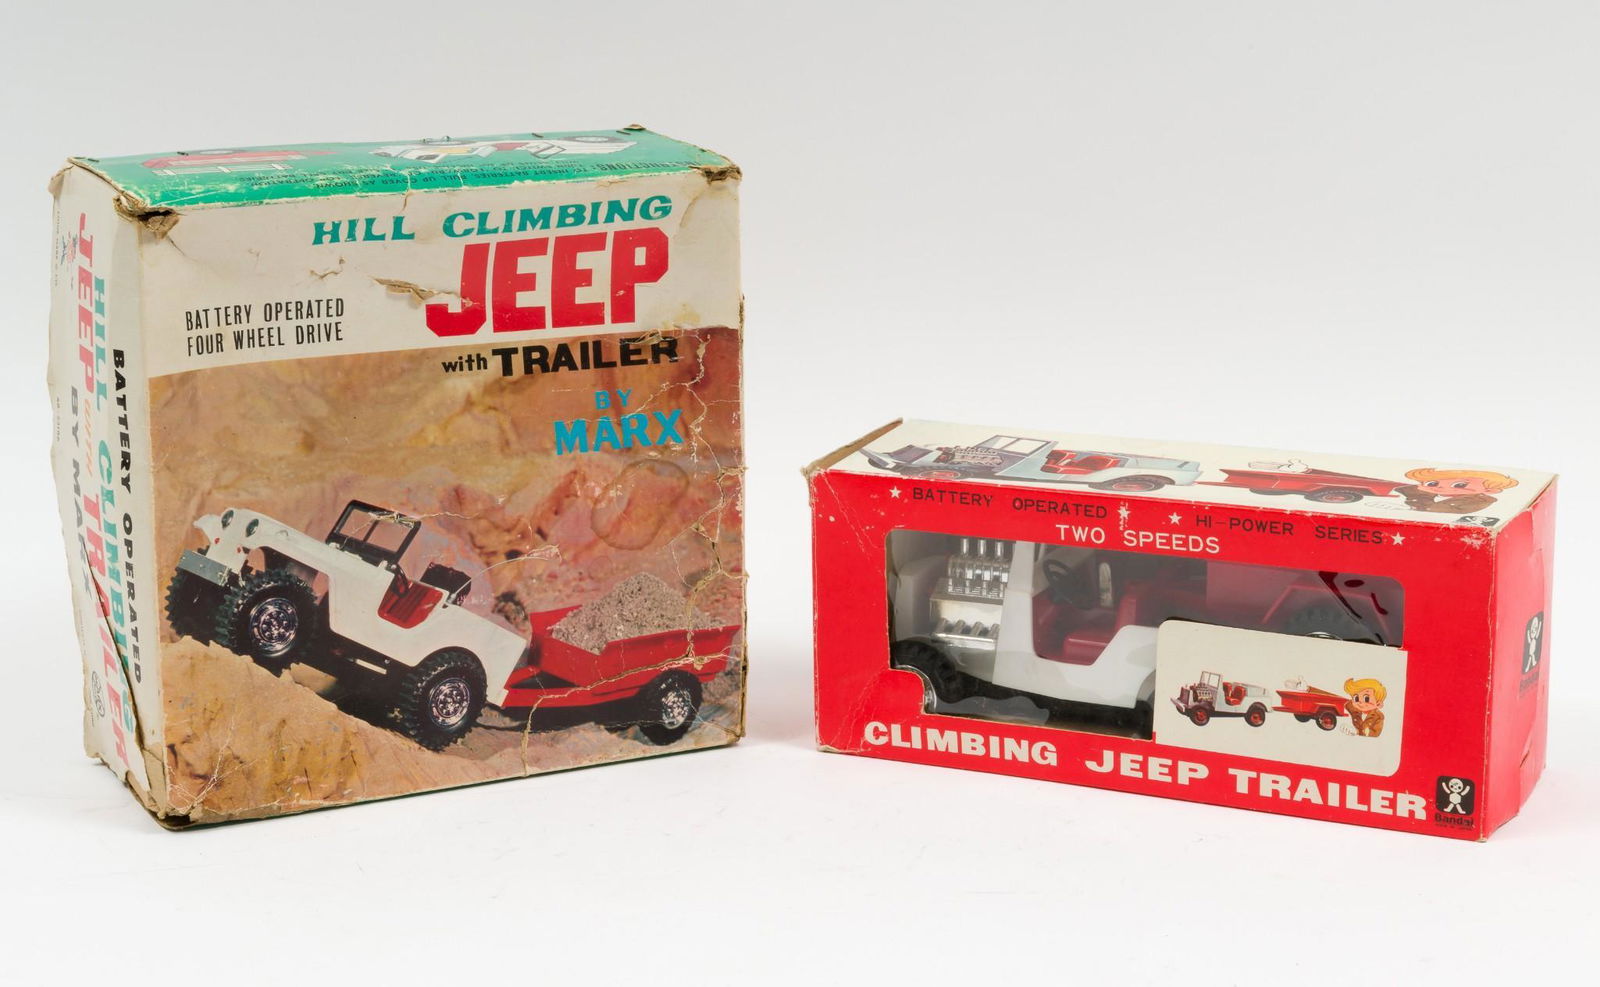 HILL CLIMBING
JEEP
BATTERY OPERATED
FOUR WHEEL DRIVE
with TRAILER
BY
MARX
HILL CLIMBING
JEEP WITH TRAILER
BY MARX
BATTERY OPERATED
★ BATTERY OPERATED ★ ★ HI-POWER SERIES ★
TWO SPEEDS
CLIMBING JEEP TRAILER
Bandai